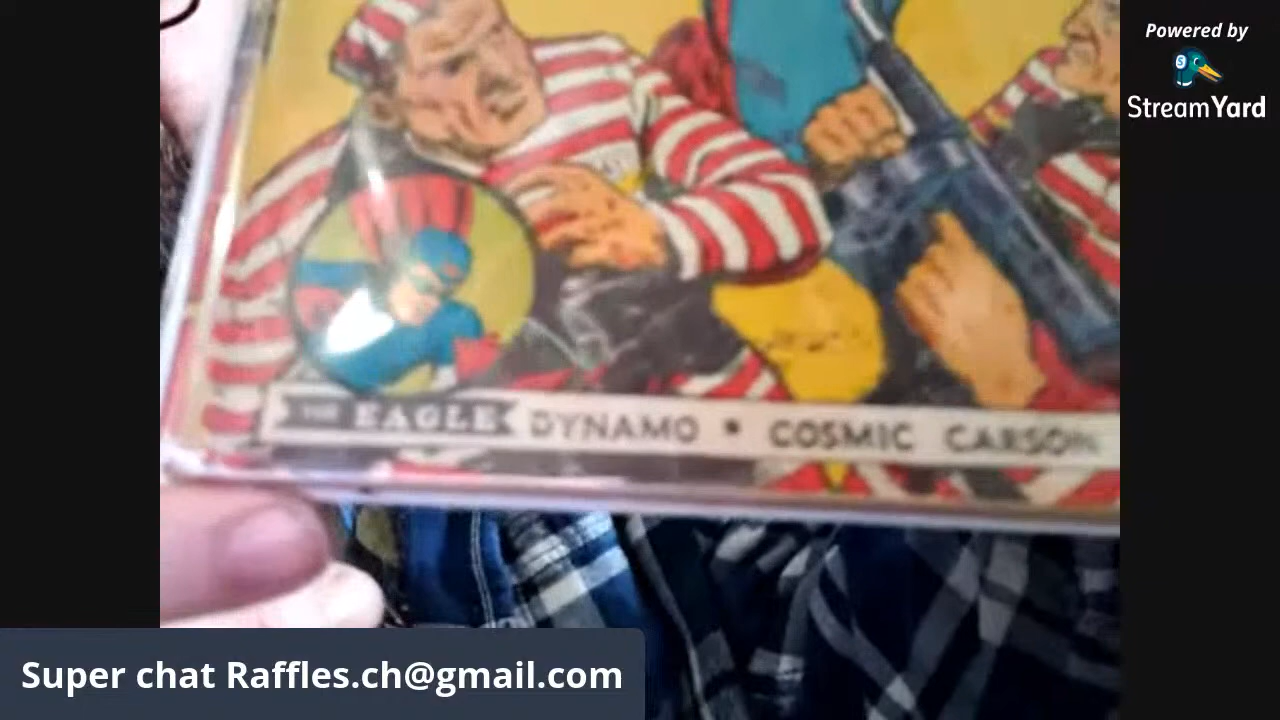 Powered by
StreamYard
THE EAGLE DYNAMO • COSMIC CARSON
Super chat Raffles.ch@gmail.com